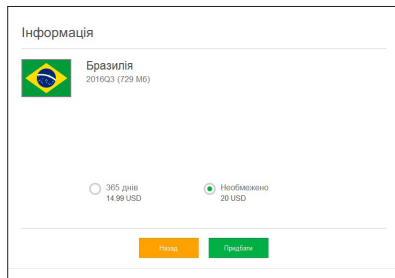 Інформація
Бразилія
2016Q3 (729 Мб)
365 днів
14.99 USD
Необмежено
20 USD
Назад
Придбати